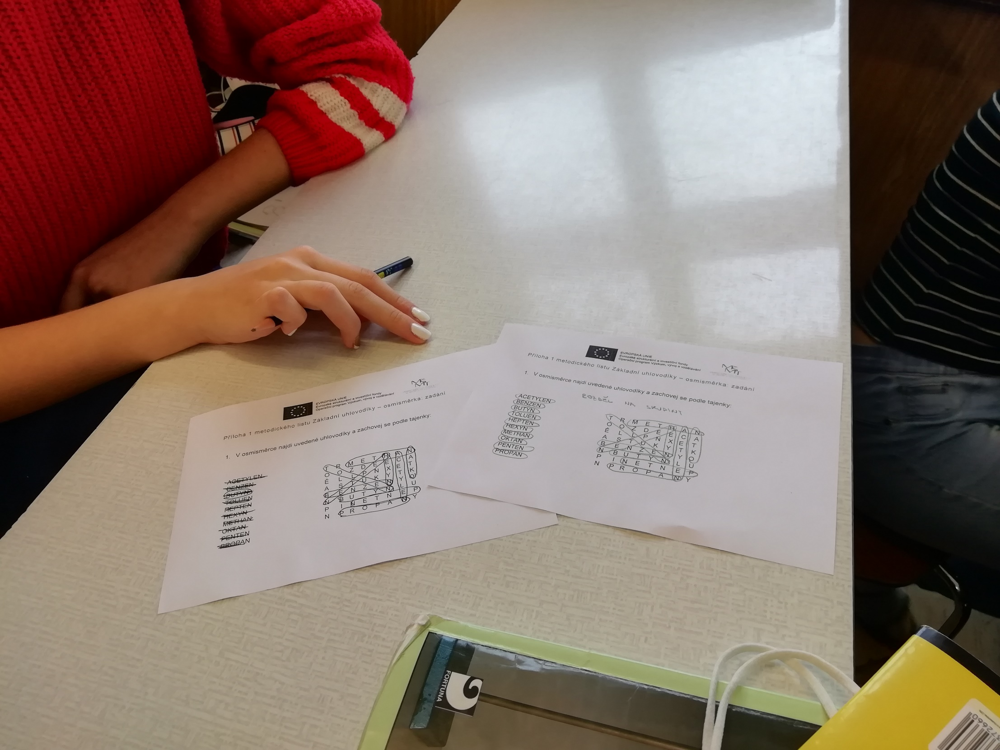 EVROPSKÁ UNIE
Evropské strukturální a investiční fondy
Operační program Výzkum, vývoj a vzdělávání
Příloha 1 metodického listu Základní uhlovodíky – osmisměrka: zadání
1. V osmisměrce najdi uvedené uhlovodíky a zachovej se podle tajenky:
ACETYLEN
BENZEN
BUTYN
TOLUEN
HEPTEN
HEXYN
METHAN
OKTAN
PENTEN
PROPAN
T R M E T H A N
O O Z D E E C A
Ě L L P N X E T
A S T U K Y T K
B E N Z E N Y O
N B U T Y N L U
P I N E T N E P
N P R O P A N Y
EVROPSKÁ UNIE
Evropské strukturální a investiční fondy
Operační program Výzkum, vývoj a vzdělávání
Příloha 1 metodického listu Základní uhlovodíky – osmisměrka: zadání
1. V osmisměrce najdi uvedené uhlovodíky a zachovej se podle tajenky:
ROZDĚL NA SKUPINY
ACETYLEN
BENZEN
BUTYN
TOLUEN
HEPTEN
HEXYN
METHAN
OKTAN
PENTEN
PROPAN
T R M E T H A N
O O Z D E E C A
Ě L L P N X E T
A S T U K Y T K
B E N Z E N Y O
N B U T Y N L U
P I N E T N E P
N P R O P A N Y
FORTUNA